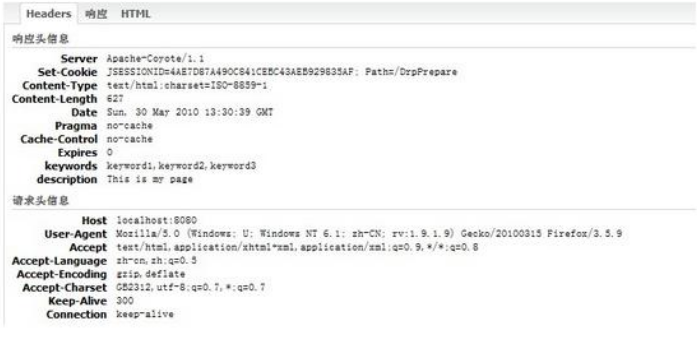 Headers 响应 HTML
响应头信息
Server Apache-Coyote/1.1
Set-Cookie JSESSIONID=4AE7D87A490C841CEBC43AEB929835AF; Path=/DrpPrepare
Content-Type text/html;charset=ISO-8859-1
Content-Length 627
Date Sun, 30 May 2010 13:30:39 GMT
Pragma no-cache
Cache-Control no-cache
Expires 0
keywords keyword1,keyword2,keyword3
description This is my page
请求头信息
Host localhost:8080
User-Agent Mozilla/5.0 (Windows; U; Windows NT 6.1; zh-CN; rv:1.9.1.9) Gecko/20100315 Firefox/3.5.9
Accept text/html,application/xhtml+xml,application/xml;q=0.9,*/*;q=0.8
Accept-Language zh-cn,zh;q=0.5
Accept-Encoding gzip,deflate
Accept-Charset GB2312,utf-8;q=0.7,*;q=0.7
Keep-Alive 300
Connection keep-alive